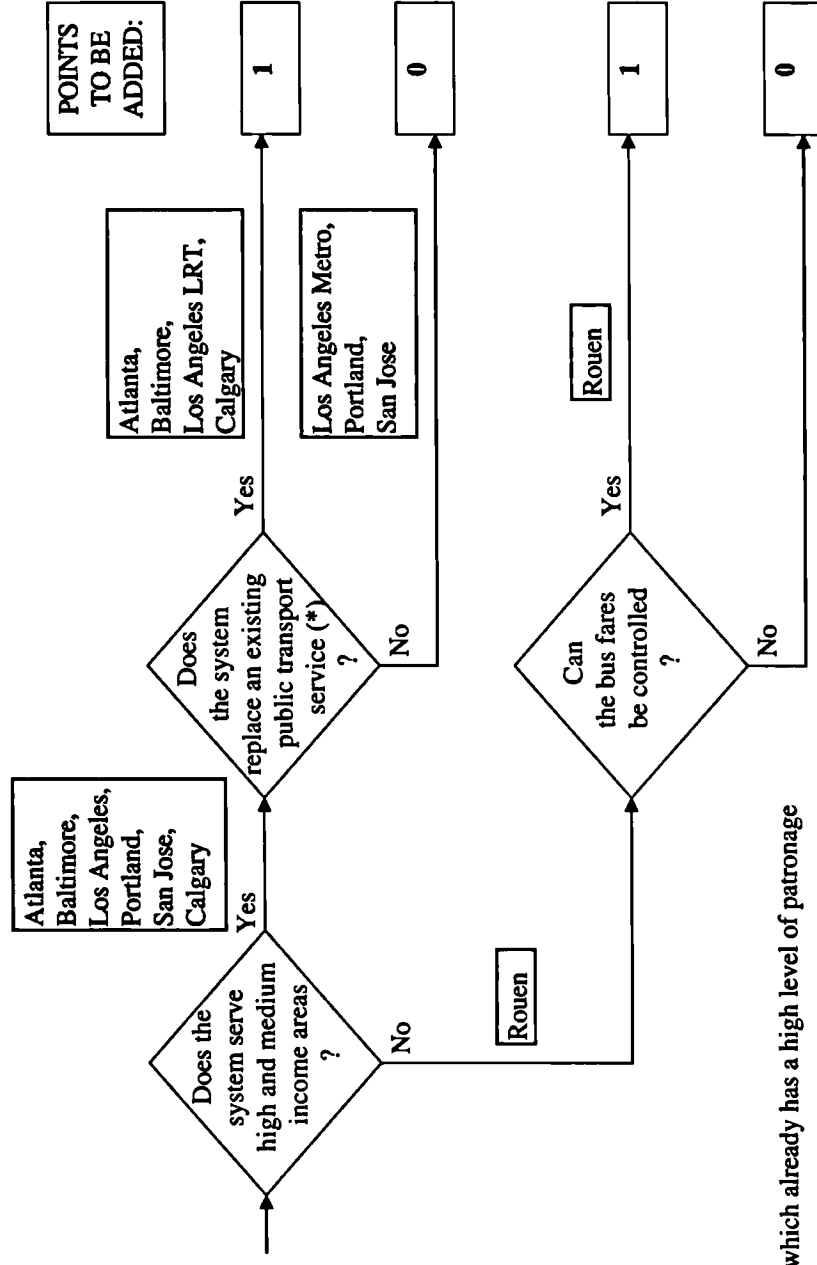 Does the
system serve
high and medium
income areas
?
Yes
Atlanta,
Baltimore,
Los Angeles,
Portland,
San Jose,
Calgary
No
Rouen
Does
the system
replace an existing
public transport
service (*)
?
Yes
Atlanta,
Baltimore,
Los Angeles LRT,
Calgary
No
Los Angeles Metro,
Portland,
San Jose
Can
the bus fares
be controlled
?
Yes
Rouen
No
POINTS
TO BE
ADDED:
1
0
1
0
which already has a high level of patronage